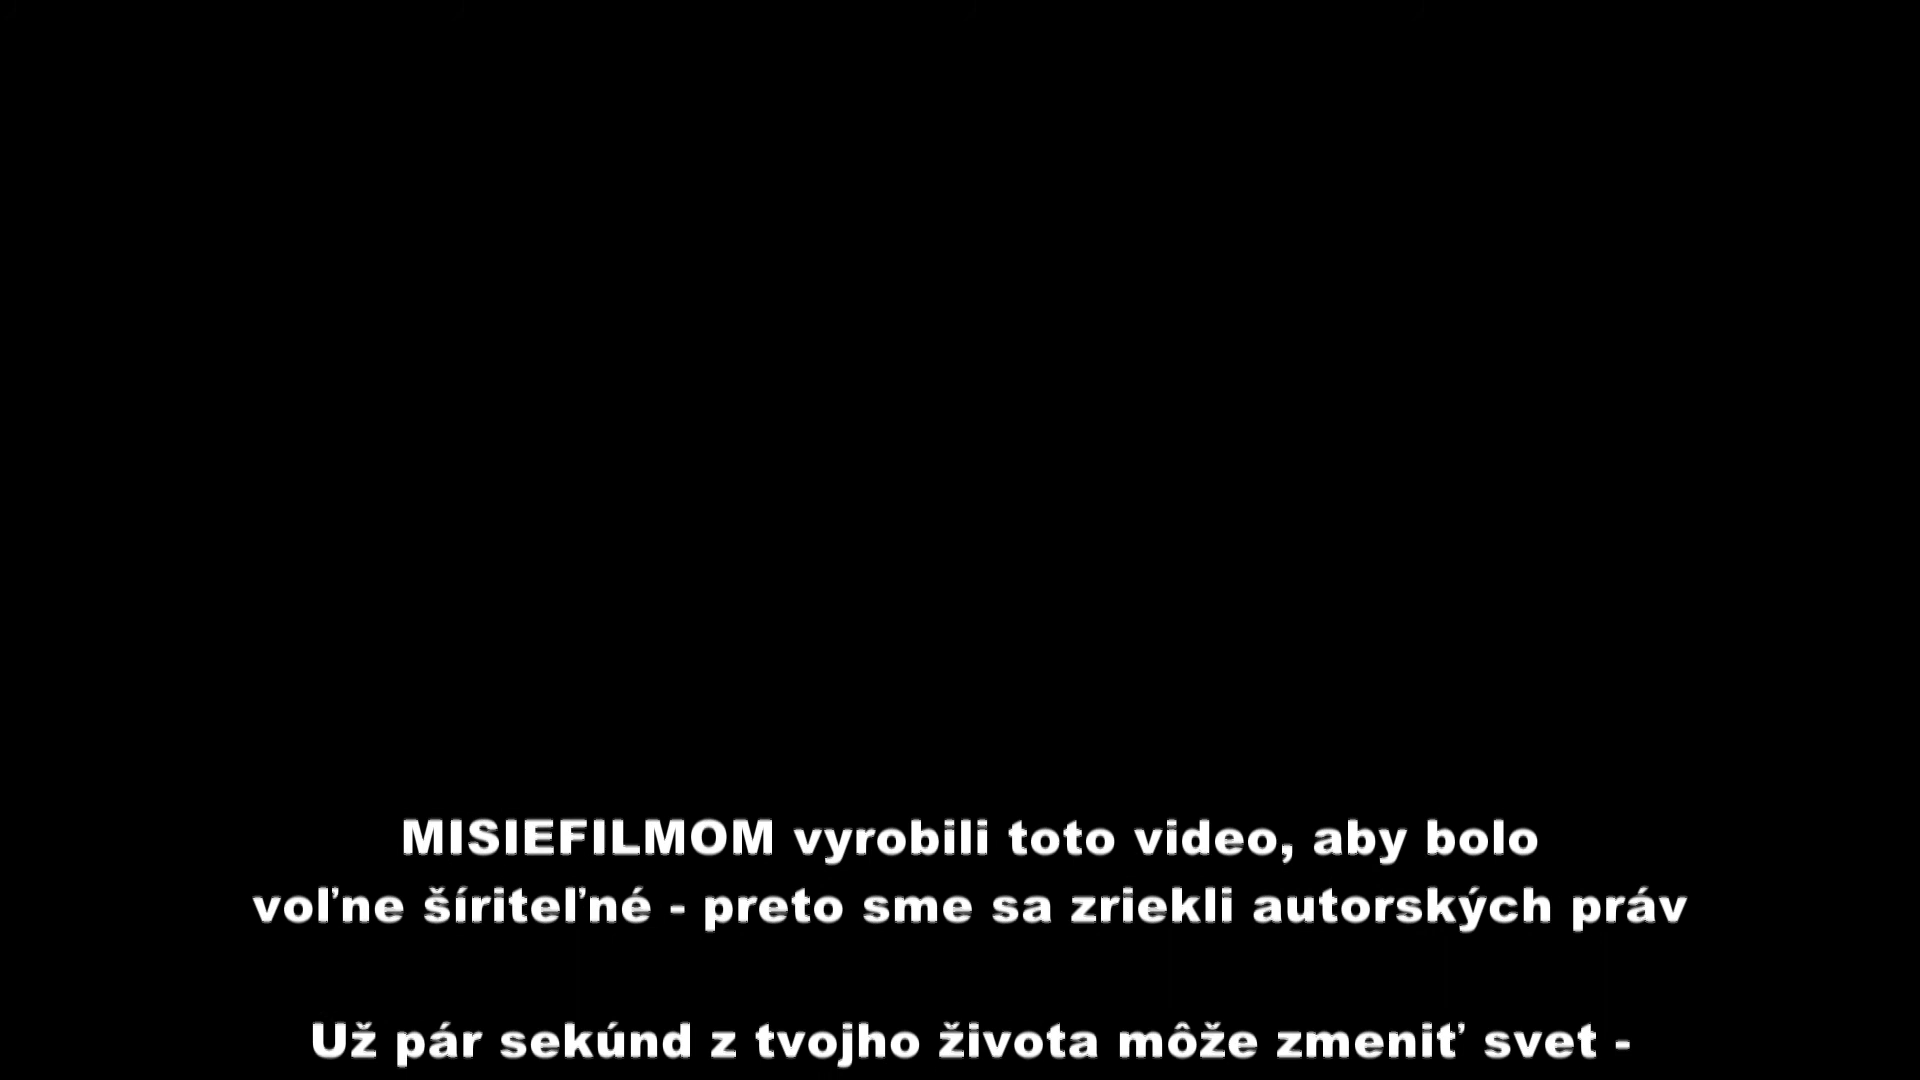 MISIEFILMOM vyrobili toto video, aby bolo
voľne šíriteľné - preto sme sa zriekli autorských práv
Už pár sekúnd z tvojho života môže zmeniť svet -